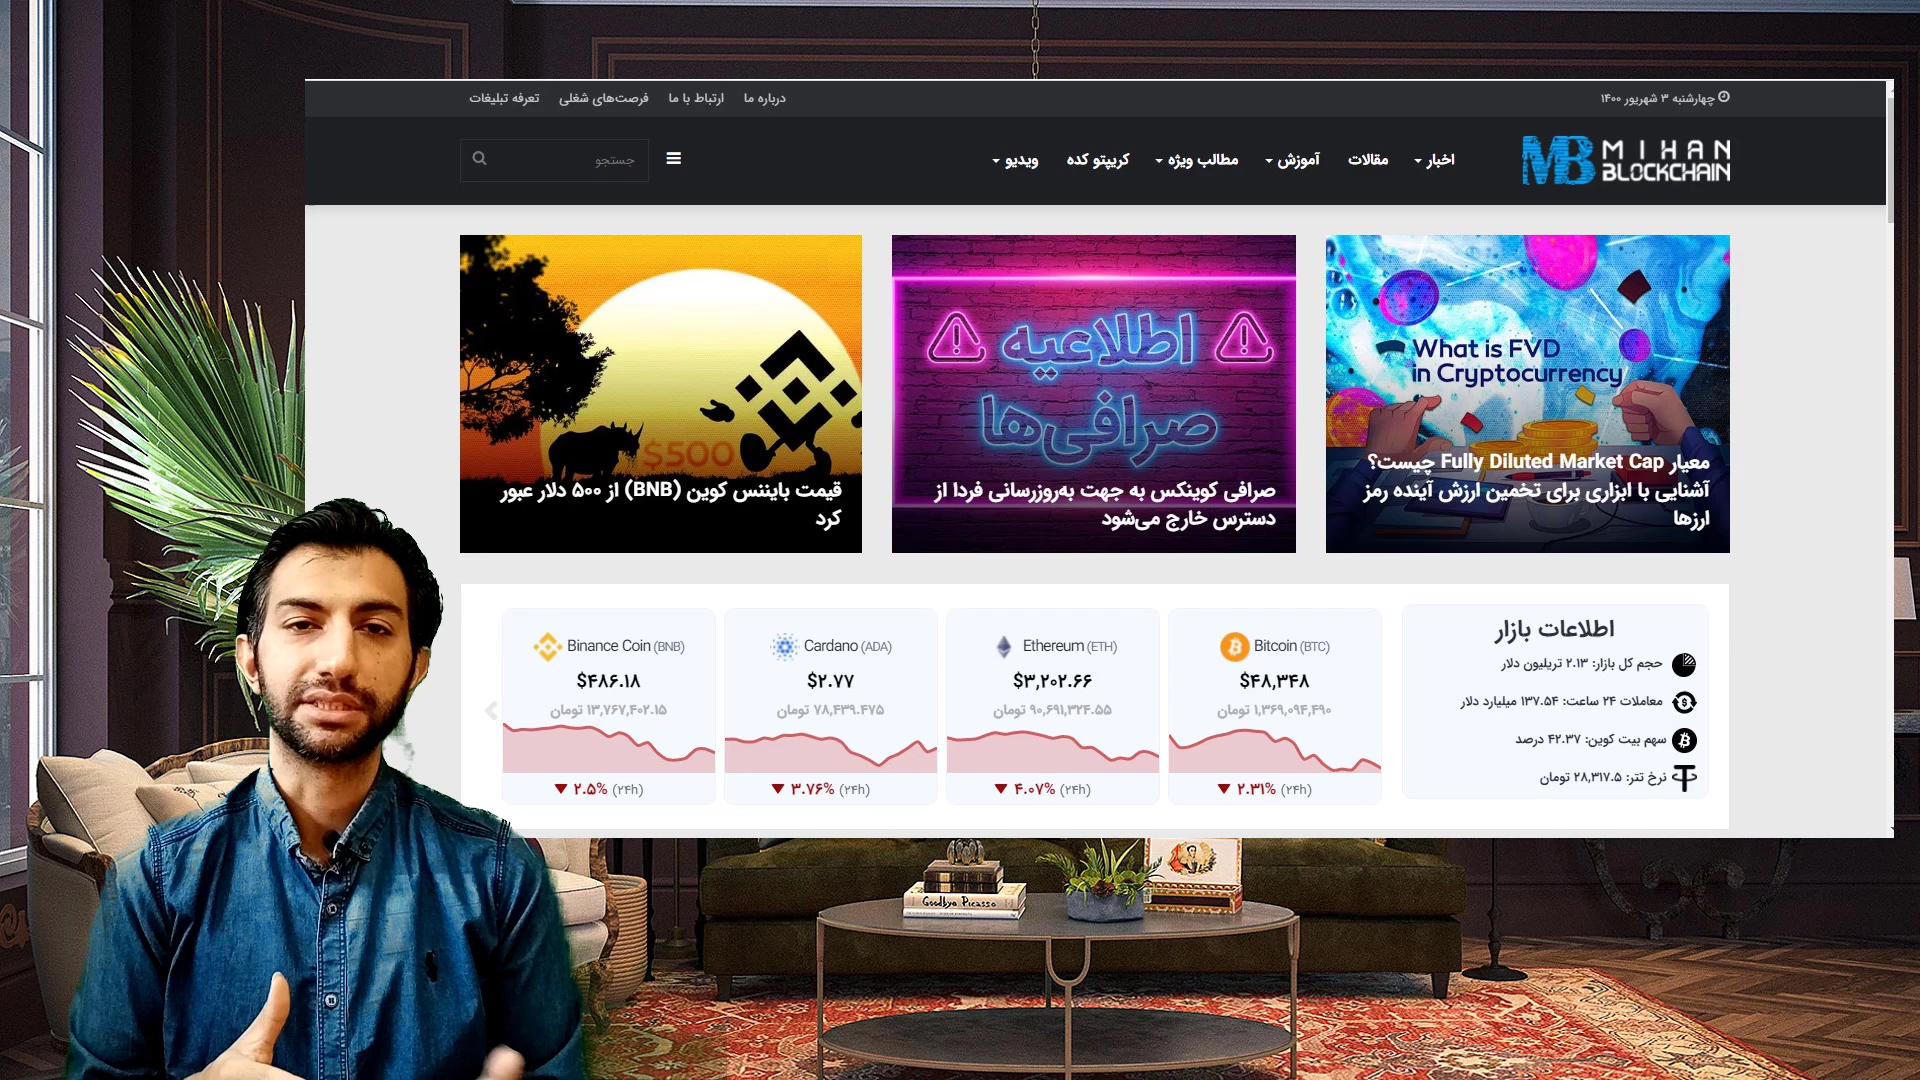 چهارشنبه ۳ شهریور ۱۴۰۰
درباره ما
ارتباط با ما
فرصت‌های شغلی
تعرفه تبلیغات
MIHAN
BLOCKCHAIN
MB
اخبار
مقالات
آموزش
مطالب ویژه
کریپتو کده
ویدیو
جستجو
What is FVD
in Cryptocurrency
معیار Fully Diluted Market Cap چیست؟
آشنایی با ابزاری برای تخمین ارزش آینده رمز
ارزها
اطلاعیه
صرافی‌ها
صرافی کوینکس به جهت به‌روزرسانی فردا از
دسترس خارج می‌شود
$500
قیمت بایننس کوین (BNB) از ۵۰۰ دلار عبور
کرد
اطلاعات بازار
حجم کل بازار: ۲.۱۳ تریلیون دلار
معاملات ۲۴ ساعت: ۱۳۷.۵۴ میلیارد دلار
سهم بیت کوین: ۴۲.۳۷ درصد
نرخ تتر: ۲۸,۳۱۷.۵ تومان
Bitcoin (BTC)
$۴۸,۳۴۸
۱,۳۶۹,۰۹۴,۴۹۰ تومان
▼ ۲.۳۱% (۲۴h)
Ethereum (ETH)
$۳,۲۰۲.۶۶
۹۰,۶۹۱,۳۲۴.۵۵ تومان
▼ ۴.۰۷% (۲۴h)
Cardano (ADA)
$۲.۷۷
۷۸,۴۳۹.۴۷۵ تومان
▼ ۳.۷۶% (۲۴h)
Binance Coin (BNB)
$۴۸۶.۱۸
۱۳,۷۶۷,۴۰۲.۱۵ تومان
▼ ۲.۵% (۲۴h)
Goodbye Picasso